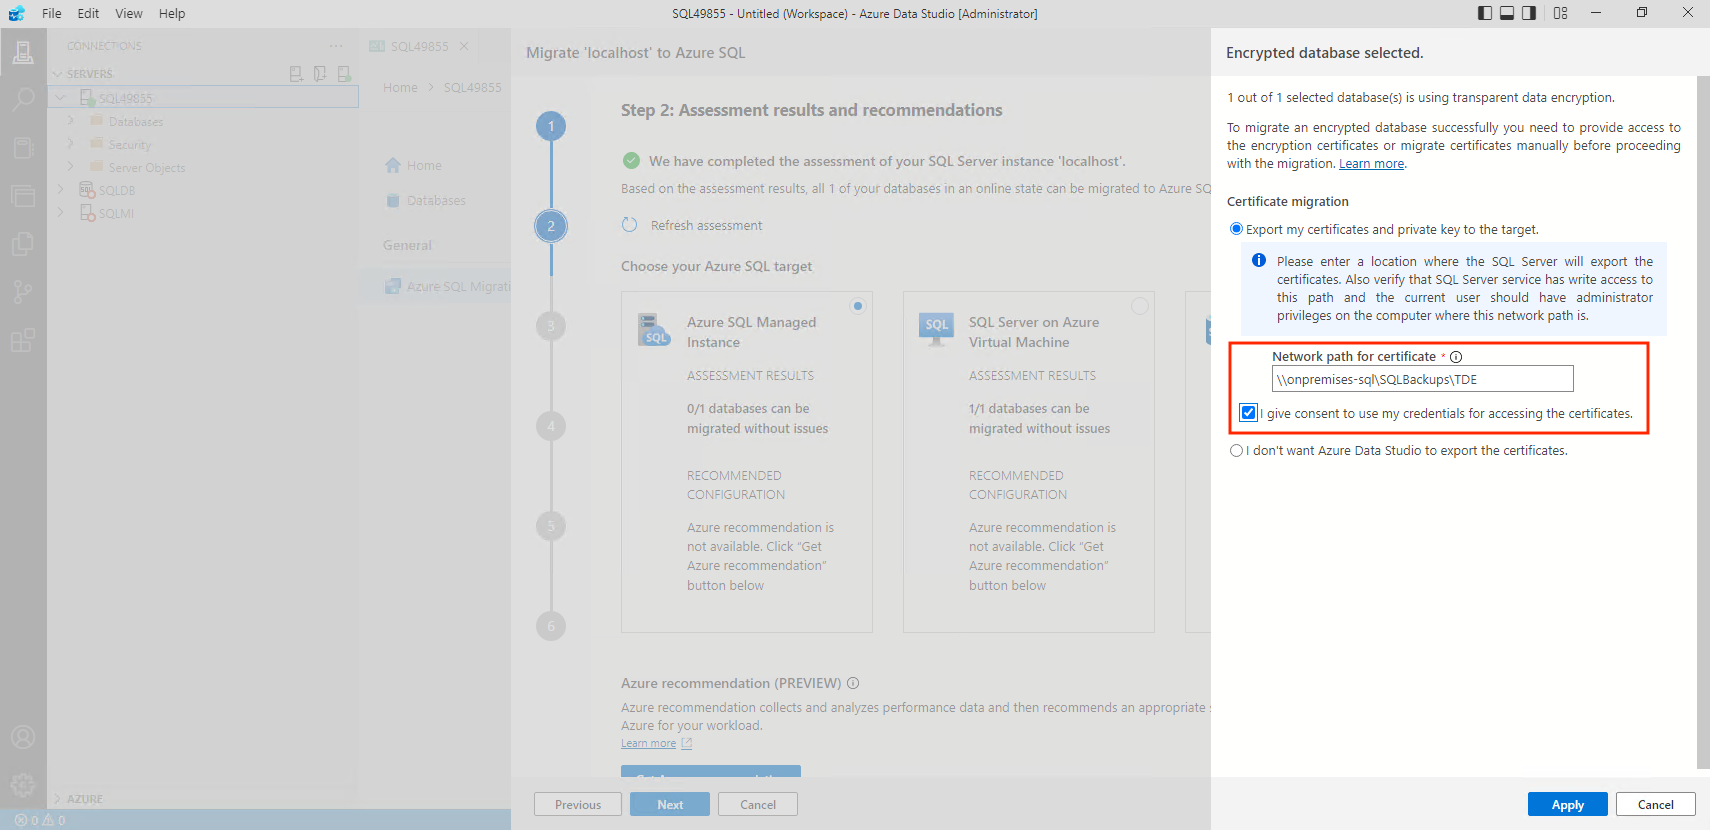 File Edit View Help
SQL49855 - Untitled (Workspace) - Azure Data Studio [Administrator]
CONNECTIONS
SERVERS
SQL49855
Databases
Security
Server Objects
SQLDB
SQLMI
AZURE
0 0
SQL49855
Home > SQL49855
Home
Databases
General
Azure SQL Migrati
Migrate 'localhost' to Azure SQL
1
2
3
4
5
6
Step 2: Assessment results and recommendations
We have completed the assessment of your SQL Server instance 'localhost'.
Based on the assessment results, all 1 of your databases in an online state can be migrated to Azure SQ
Refresh assessment
Choose your Azure SQL target
SQL
Azure SQL Managed
Instance
ASSESSMENT RESULTS
0/1 databases can be
migrated without issues
RECOMMENDED
CONFIGURATION
Azure recommendation is
not available. Click "Get
Azure recommendation"
button below
SQL
SQL Server on Azure
Virtual Machine
ASSESSMENT RESULTS
1/1 databases can be
migrated without issues
RECOMMENDED
CONFIGURATION
Azure recommendation is
not available. Click "Get
Azure recommendation"
button below
Azure recommendation (PREVIEW)
Azure recommendation collects and analyzes performance data and then recommends an appropriate s
Azure for your workload.
Learn more
Previous
Next
Cancel
Encrypted database selected.
1 out of 1 selected database(s) is using transparent data encryption.
To migrate an encrypted database successfully you need to provide access to
the encryption certificates or migrate certificates manually before proceeding
with the migration. Learn more.
Certificate migration
Export my certificates and private key to the target.
Please enter a location where the SQL Server will export the
certificates. Also verify that SQL Server service has write access to
this path and the current user should have administrator
privileges on the computer where this network path is.
Network path for certificate *
\\onpremises-sql\SQLBackups\TDE
I give consent to use my credentials for accessing the certificates.
I don't want Azure Data Studio to export the certificates.
Apply
Cancel